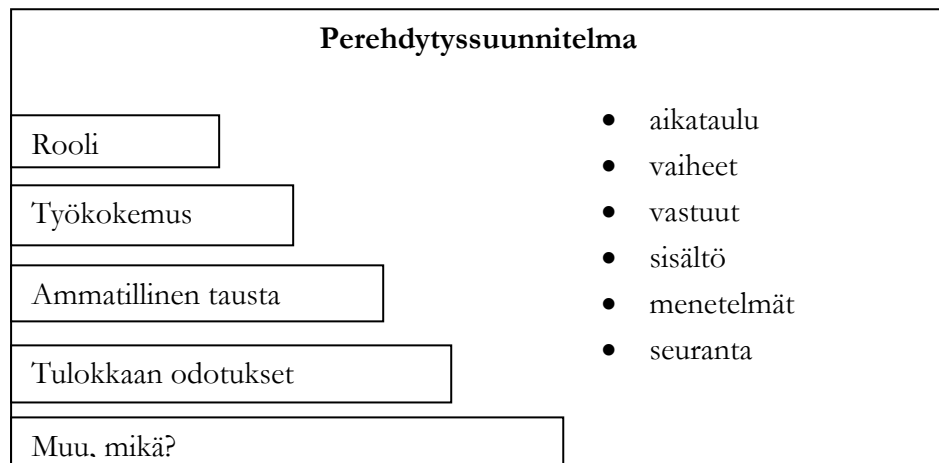 Perehdytyssuunnitelma
Rooli
Työkokemus
Ammatillinen tausta
Tulokkaan odotukset
Muu, mikä?
• aikataulu
• vaiheet
• vastuut
• sisältö
• menetelmät
• seuranta